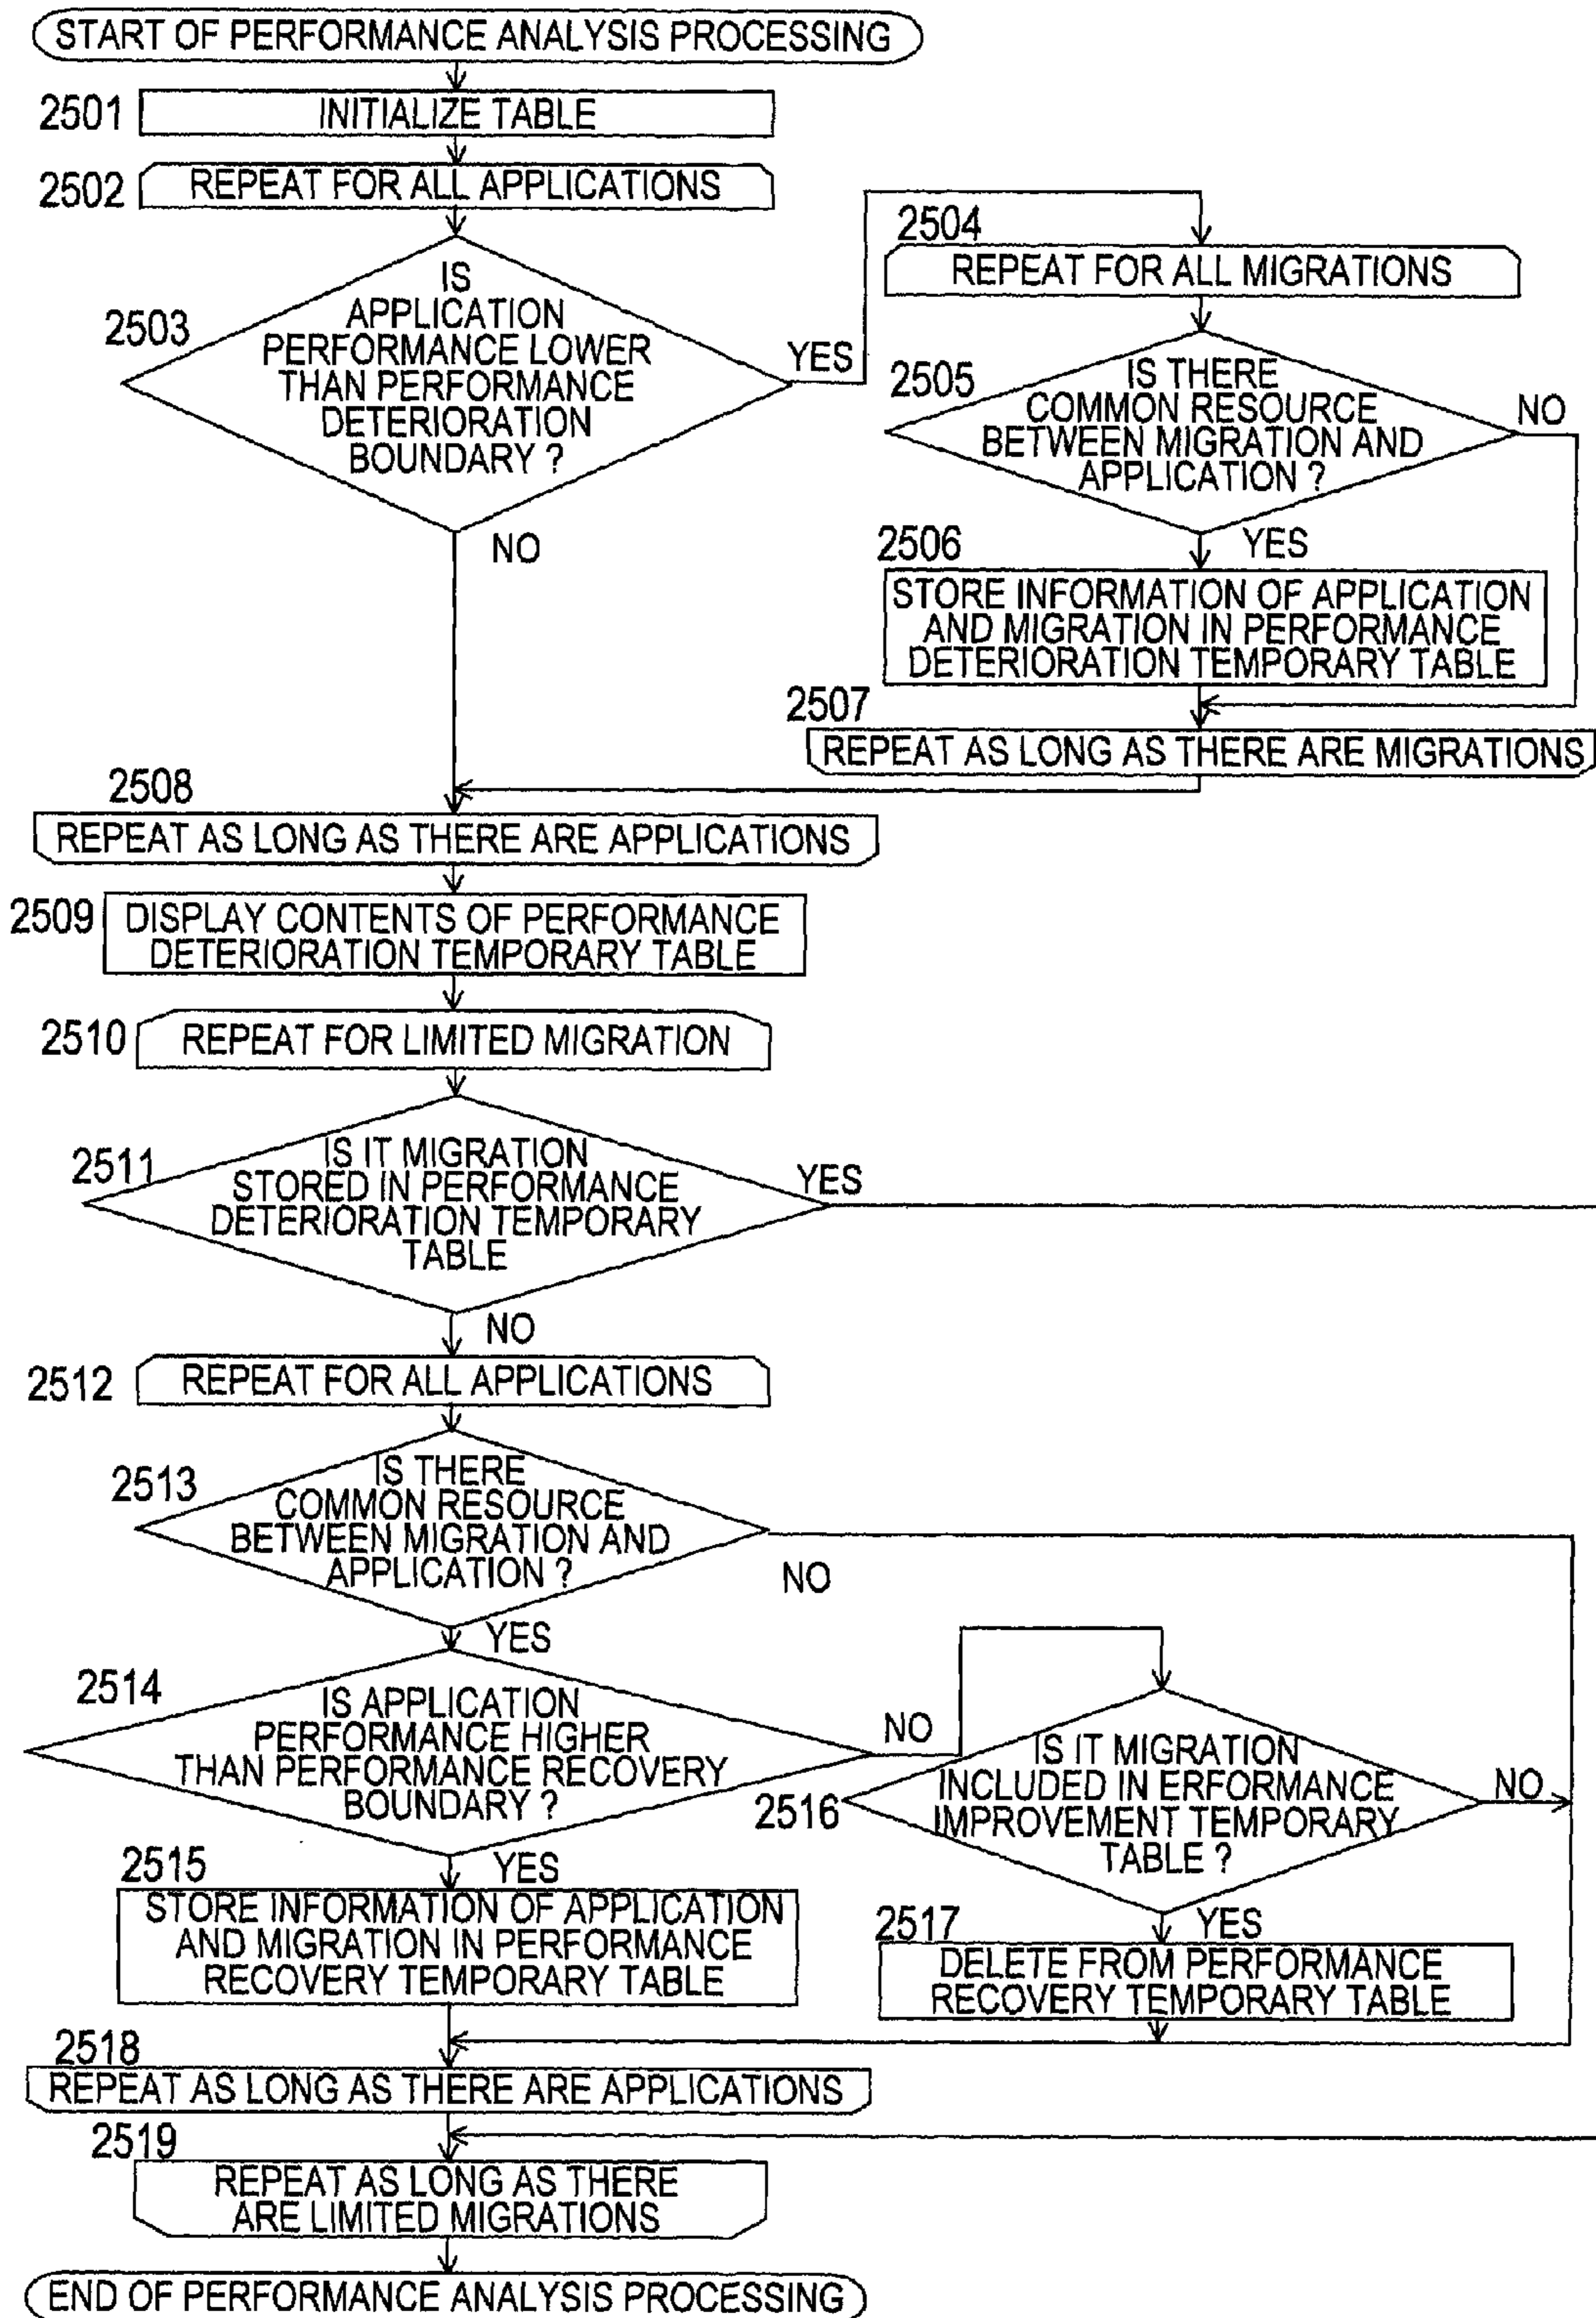 START OF PERFORMANCE ANALYSIS PROCESSING
2501
INITIALIZE TABLE
2502
REPEAT FOR ALL APPLICATIONS
2503
IS
APPLICATION
PERFORMANCE LOWER
THAN PERFORMANCE
DETERIORATION
BOUNDARY ?
YES
NO
2504
REPEAT FOR ALL MIGRATIONS
2505
IS THERE
COMMON RESOURCE
BETWEEN MIGRATION AND
APPLICATION ?
NO
YES
2506
STORE INFORMATION OF APPLICATION
AND MIGRATION IN PERFORMANCE
DETERIORATION TEMPORARY TABLE
2507
REPEAT AS LONG AS THERE ARE MIGRATIONS
2508
REPEAT AS LONG AS THERE ARE APPLICATIONS
2509
DISPLAY CONTENTS OF PERFORMANCE
DETERIORATION TEMPORARY TABLE
2510
REPEAT FOR LIMITED MIGRATION
2511
IS IT MIGRATION
STORED IN PERFORMANCE
DETERIORATION TEMPORARY
TABLE
YES
NO
2512
REPEAT FOR ALL APPLICATIONS
2513
IS THERE
COMMON RESOURCE
BETWEEN MIGRATION AND
APPLICATION ?
NO
YES
2514
IS APPLICATION
PERFORMANCE HIGHER
THAN PERFORMANCE RECOVERY
BOUNDARY ?
NO
YES
2515
STORE INFORMATION OF APPLICATION
AND MIGRATION IN PERFORMANCE
RECOVERY TEMPORARY TABLE
2516
IS IT MIGRATION
INCLUDED IN ERFORMANCE
IMPROVEMENT TEMPORARY
TABLE ?
NO
YES
2517
DELETE FROM PERFORMANCE
RECOVERY TEMPORARY TABLE
2518
REPEAT AS LONG AS THERE ARE APPLICATIONS
2519
REPEAT AS LONG AS THERE
ARE LIMITED MIGRATIONS
END OF PERFORMANCE ANALYSIS PROCESSING